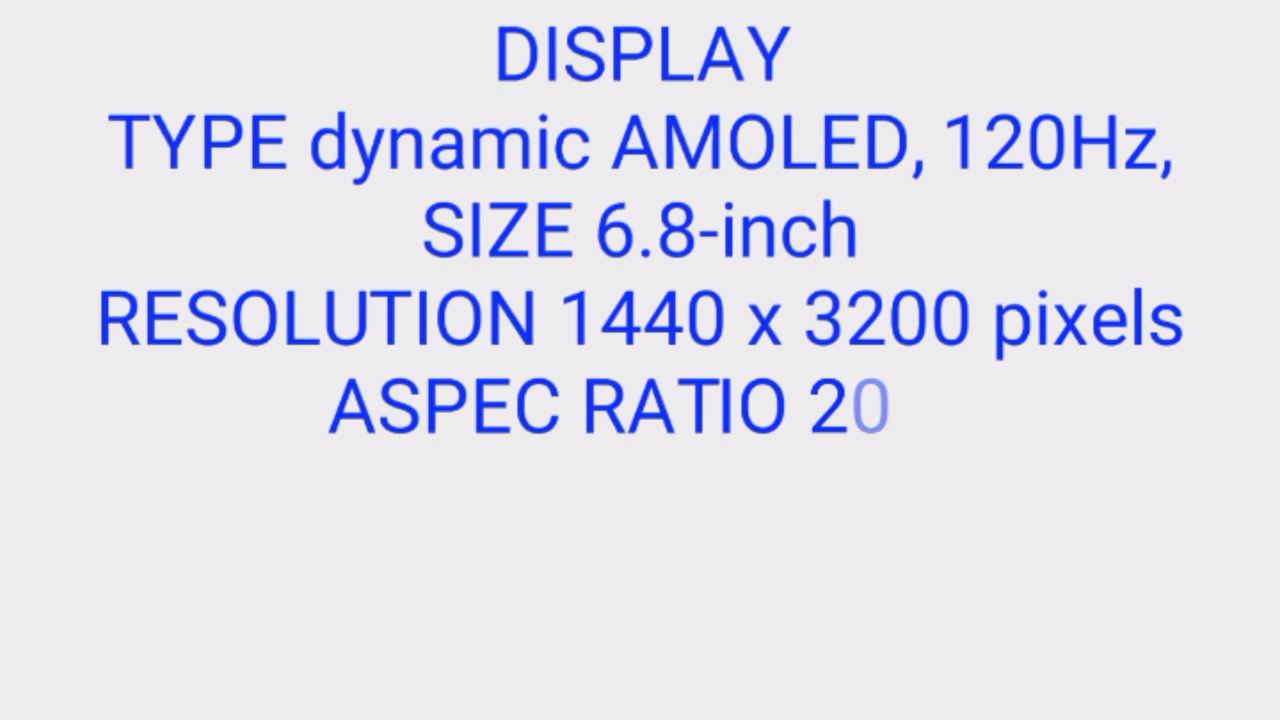 DISPLAY
TYPE dynamic AMOLED, 120Hz,
SIZE 6.8-inch
RESOLUTION 1440 x 3200 pixels
ASPEC RATIO 20